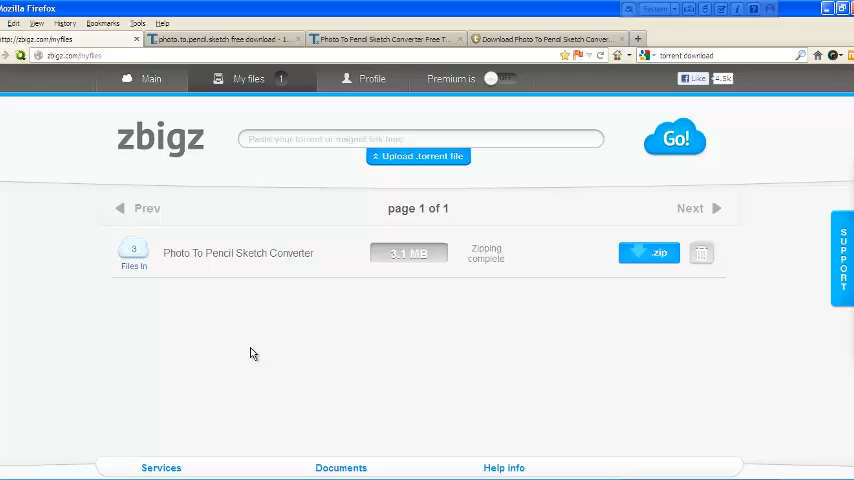 Mozilla Firefox
System
Edit View History Bookmarks Tools Help
http://zbigz.com/myfiles
photo.to.pencil.sketch free download - 1...
Photo To Pencil Sketch Converter Free T...
Download Photo To Pencil Sketch Conver...
zbigz.com/myfiles
torrent download
Main
My files 1
Profile
Premium is OFF
Like 4.5k
zbigz
Paste your torrent or magnet link here
Go!
Upload .torrent file
Prev
page 1 of 1
Next
3
Files In
Photo To Pencil Sketch Converter
3.1 MB
Zipping
complete
.zip
SUPPORT
Services
Documents
Help info